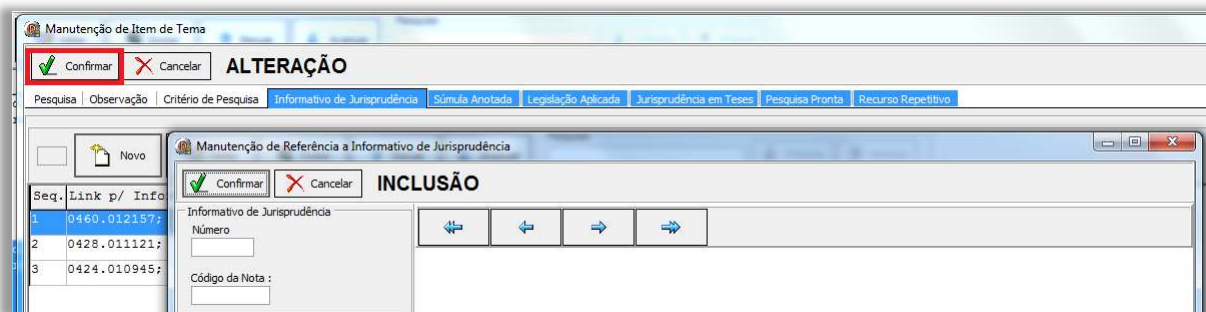 Manutenção de Item de Tema
Confirmar Cancelar ALTERAÇÃO
Pesquisa Observação Critério de Pesquisa Informativo de Jurisprudência Súmula Anotada Legislação Aplicada Jurisprudência em Teses Pesquisa Pronta Recurso Repetitivo
Novo
Manutenção de Referência a Informativo de Jurisprudência
Confirmar Cancelar INCLUSÃO
Seq. Link p/ Info
1 0460.012157;
2 0428.011121;
3 0424.010945;
Informativo de Jurisprudência
Número
Código da Nota :